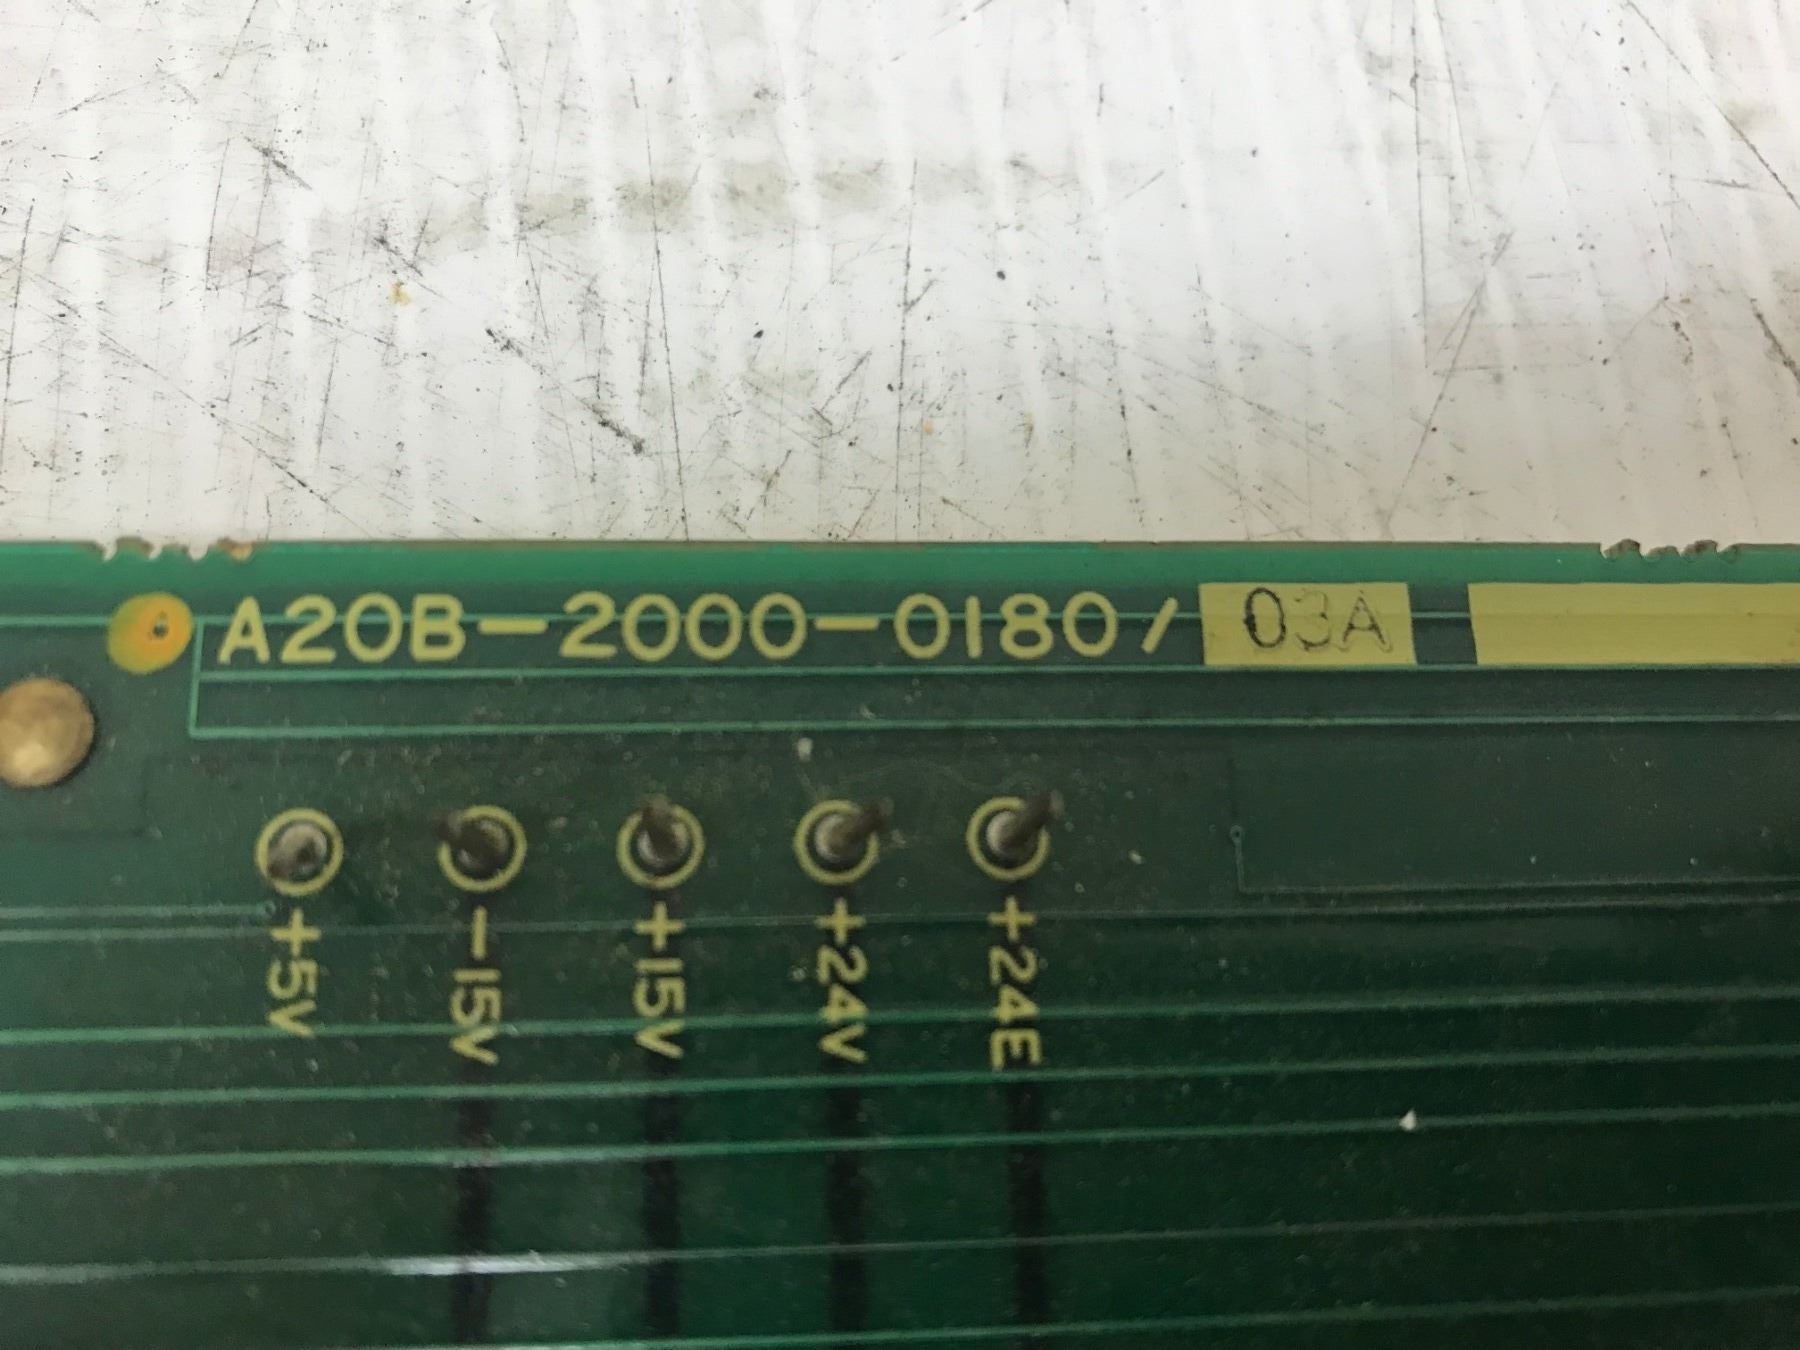 A20B-2000-0180/ 03A
+5V
-15V
+15V
+24V
+24E